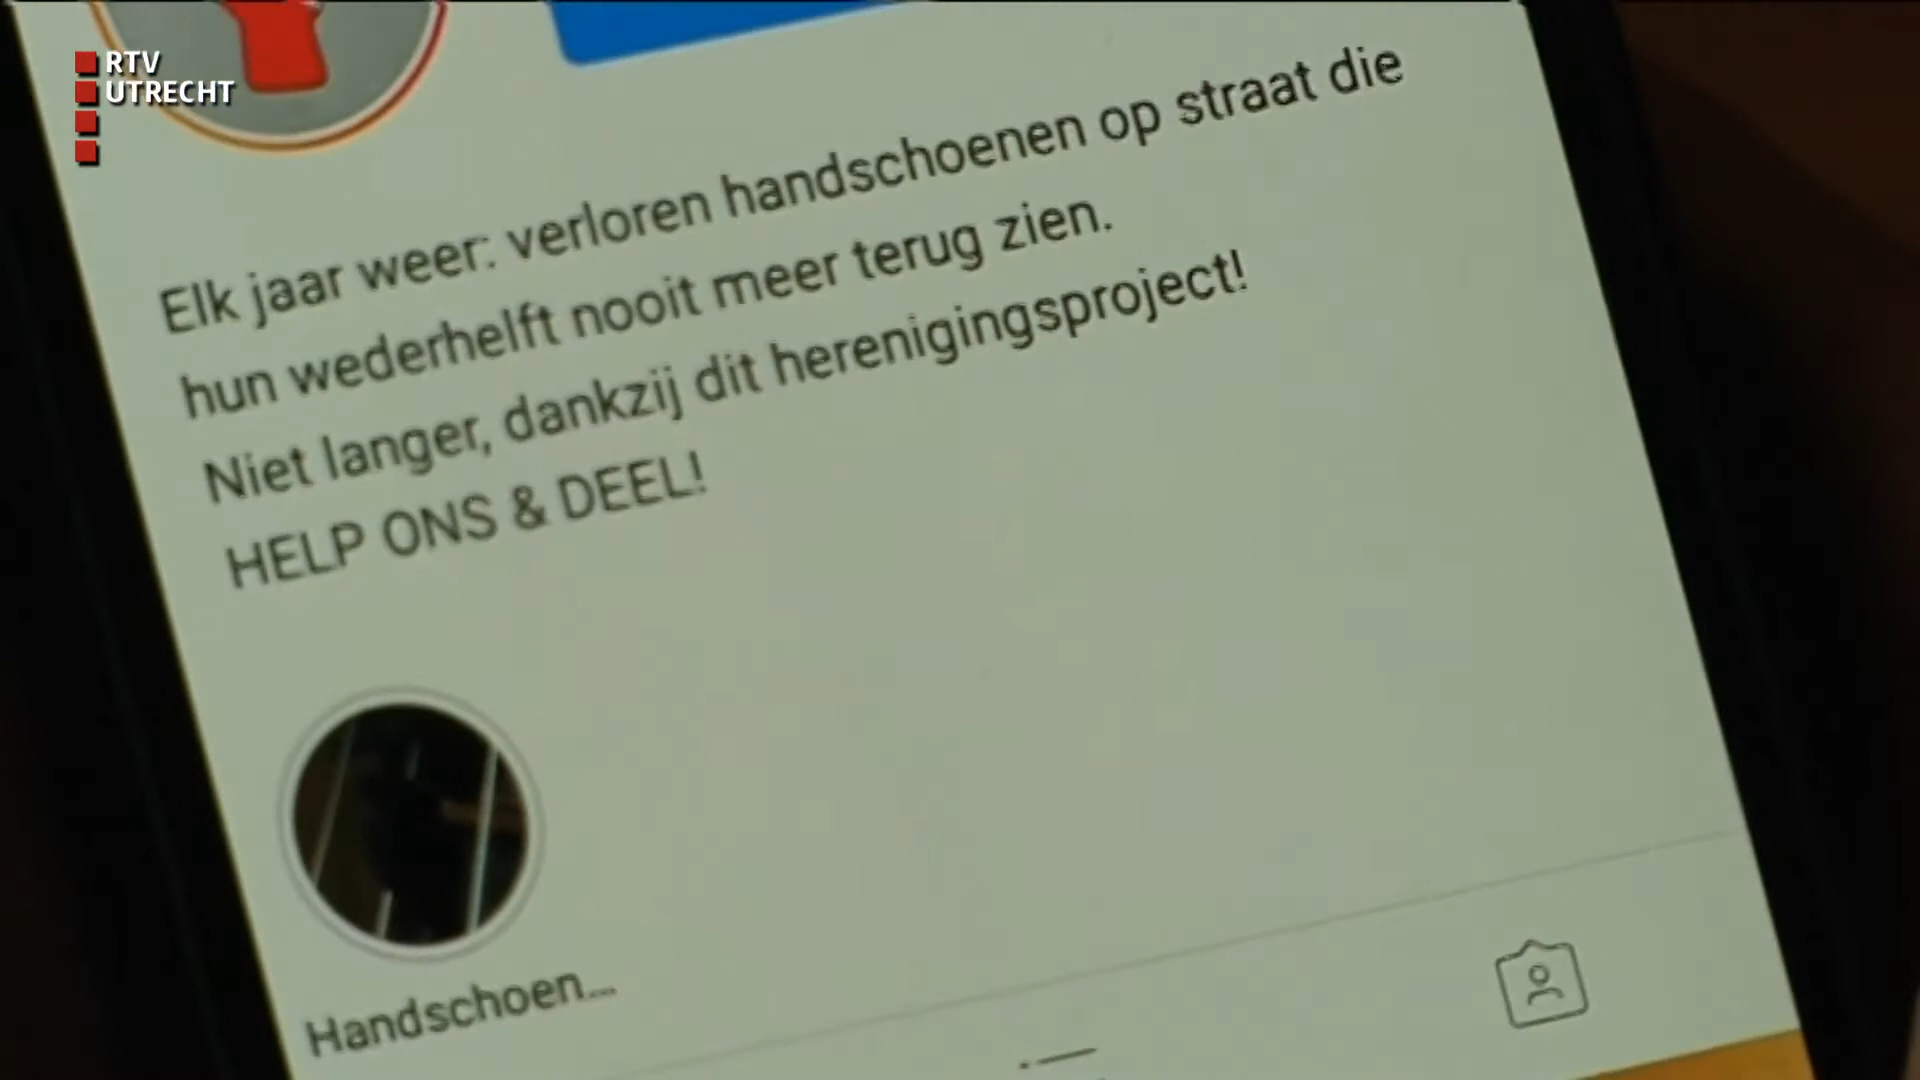 RTV
UTRECHT
Elk jaar weer: verloren handschoenen op straat die
hun wederhelft nooit meer terug zien.
Niet langer, dankzij dit herenigingsproject!
HELP ONS & DEEL!
Handschoen...